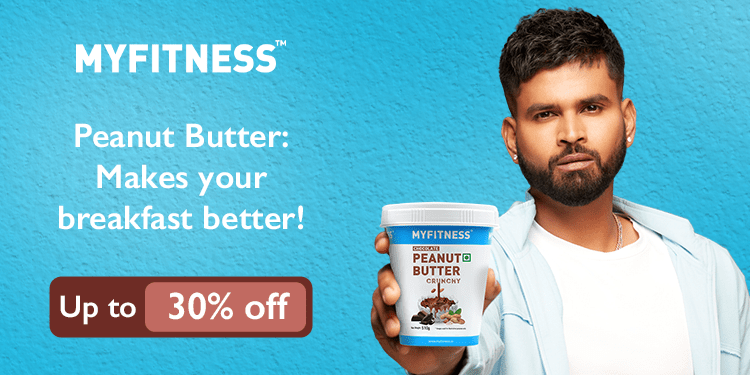 MYFITNESS™
Peanut Butter:
Makes your
breakfast better!
Up to 30% off
MYFITNESS
CHOCOLATE
PEANUT
BUTTER
CRUNCHY